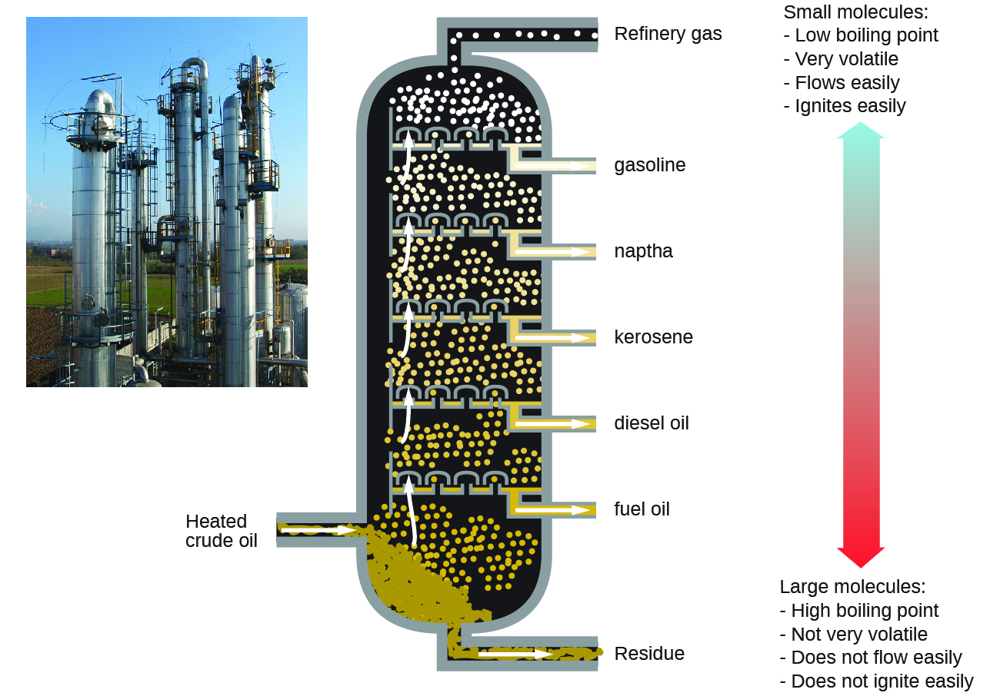 Small molecules:
- Low boiling point
- Very volatile
- Flows easily
- Ignites easily
Refinery gas
gasoline
naptha
kerosene
diesel oil
fuel oil
Heated
crude oil
Residue
Large molecules:
- High boiling point
- Not very volatile
- Does not flow easily
- Does not ignite easily